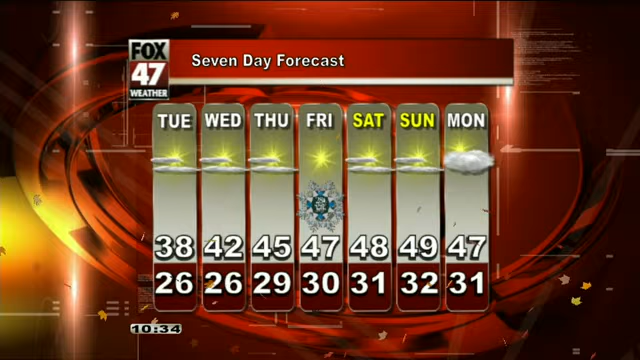 FOX
47
WEATHER
Seven Day Forecast
TUE WED THU FRI SAT SUN MON
38 42 45 47 48 49 47
26 26 29 30 31 32 31
10:34